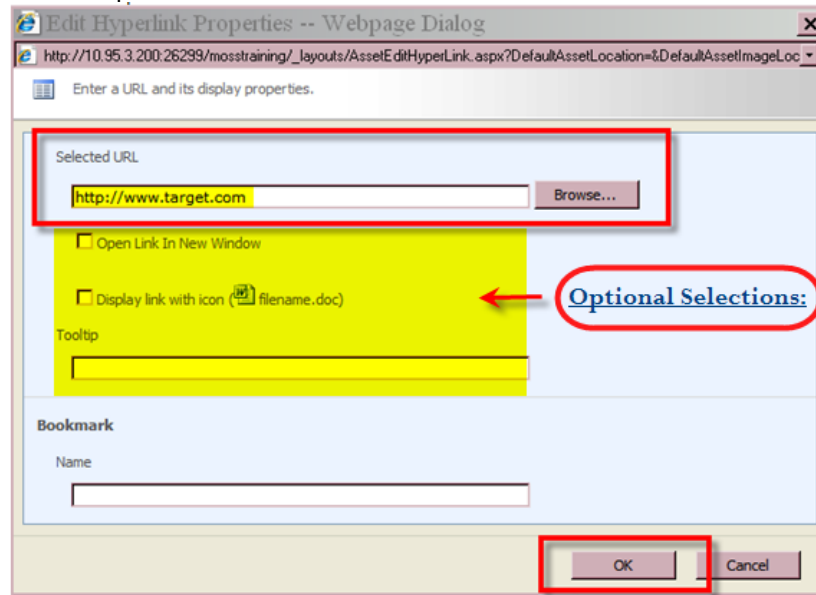 Edit Hyperlink Properties -- Webpage Dialog
http://10.95.3.200:26299/mosstraining/_layouts/AssetEditHyperLink.aspx?DefaultAssetLocation=&DefaultAssetImageLoc
Enter a URL and its display properties.
Selected URL
http://www.target.com Browse...
Open Link In New Window
Display link with icon ( filename.doc) Optional Selections:
Tooltip
Bookmark
Name
OK Cancel